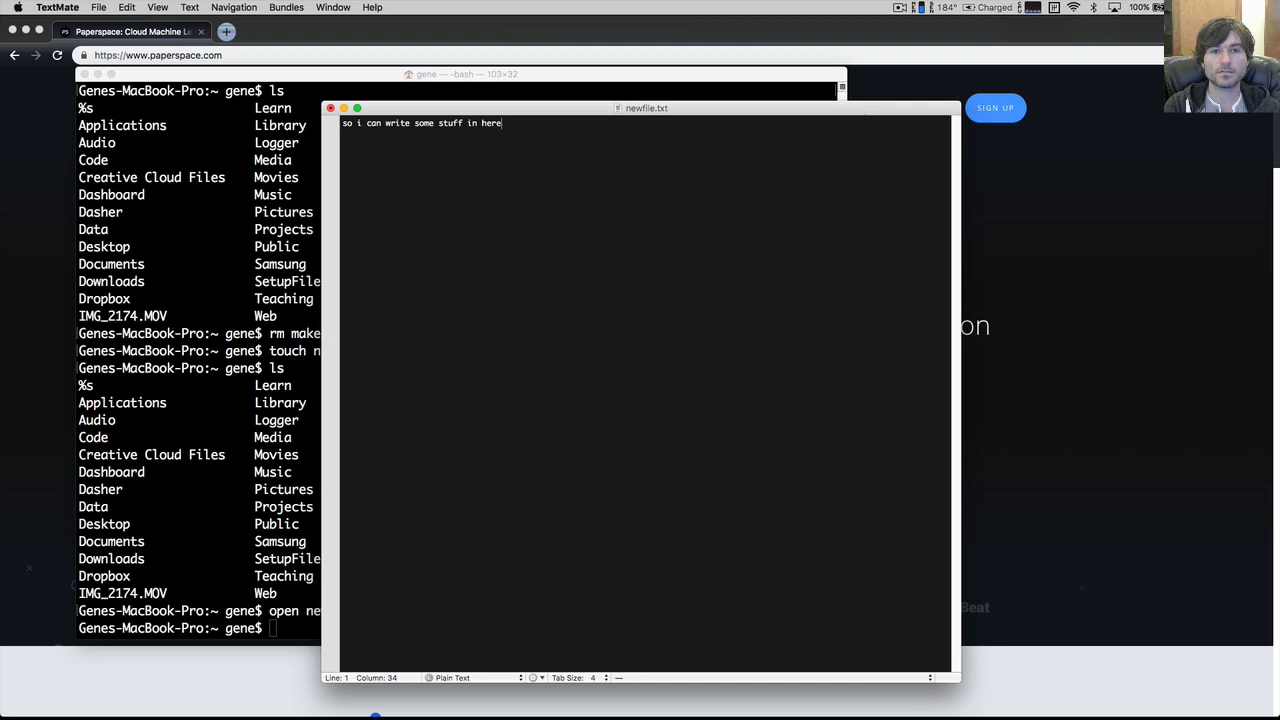 TextMate File Edit View Text Navigation Bundles Window Help 184° Charged 100%
Paperspace: Cloud Machine Le
https://www.paperspace.com
gene — -bash — 103×32
SIGN UP
newfile.txt
so i can write some stuff in here
Genes-MacBook-Pro:~ gene$ ls
%s Learn
Applications Library
Audio Logger
Code Media
Creative Cloud Files Movies
Dashboard Music
Dasher Pictures
Data Projects
Desktop Public
Documents Samsung
Downloads SetupFile
Dropbox Teaching
IMG_2174.MOV Web
Genes-MacBook-Pro:~ gene$ rm make
Genes-MacBook-Pro:~ gene$ touch n
Genes-MacBook-Pro:~ gene$ ls
%s Learn
Applications Library
Audio Logger
Code Media
Creative Cloud Files Movies
Dashboard Music
Dasher Pictures
Data Projects
Desktop Public
Documents Samsung
Downloads SetupFile
Dropbox Teaching
IMG_2174.MOV Web
Genes-MacBook-Pro:~ gene$ open ne
Genes-MacBook-Pro:~ gene$
on
Beat
Line: 1 Column: 34 Plain Text Tab Size: 4 —